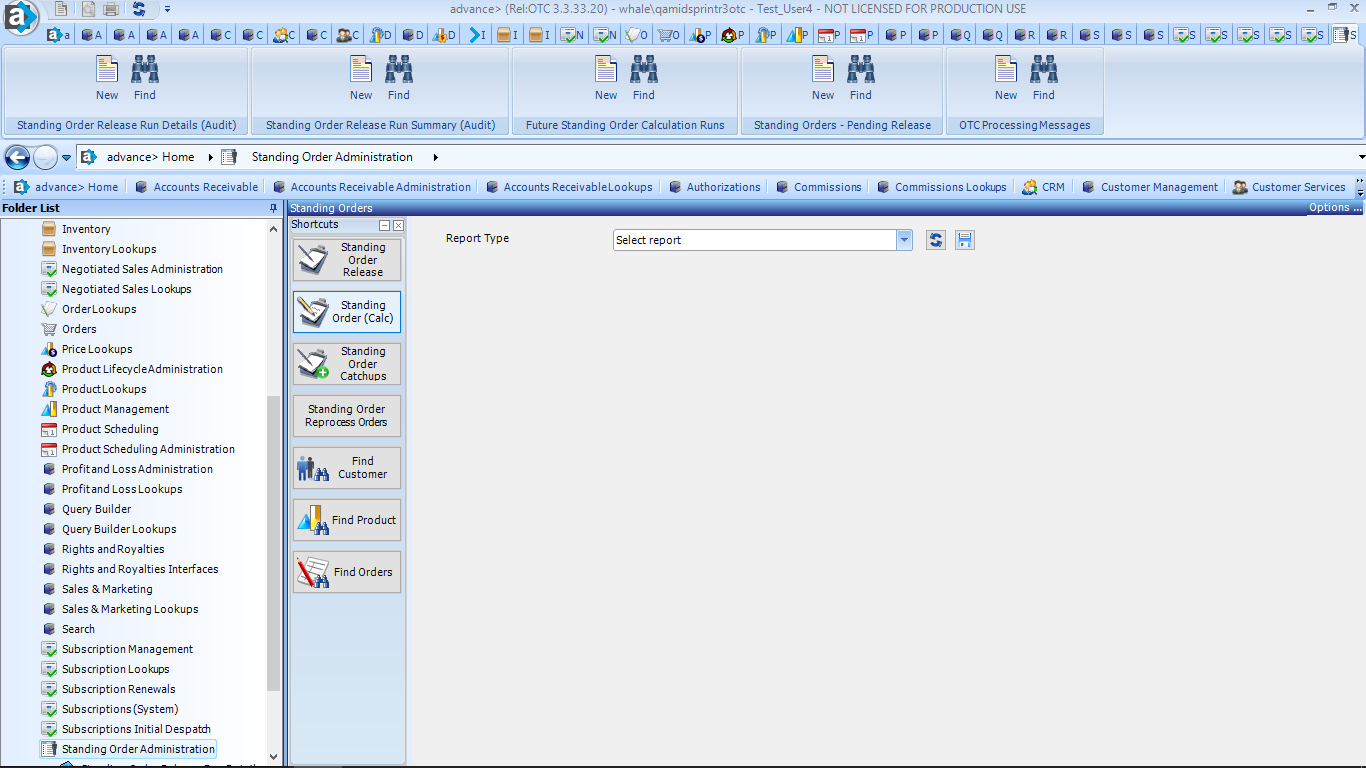 advance> (Rel:OTC 3.3.33.20) - whale\qamidsprintr3otc - Test_User4 - NOT LICENSED FOR PRODUCTION USE
a A A A A C C C C C D D D I I I N N O O P P P P P P P P Q Q R R S S S S S S S S S
New Find New Find New Find New Find New Find
Standing Order Release Run Details (Audit) Standing Order Release Run Summary (Audit) Future Standing Order Calculation Runs Standing Orders - Pending Release OTC Processing Messages
advance> Home Standing Order Administration
advance> Home Accounts Receivable Accounts Receivable Administration Accounts Receivable Lookups Authorizations Commissions Commissions Lookups CRM Customer Management Customer Services
Folder List
Standing Orders Options ...
Inventory
Inventory Lookups
Negotiated Sales Administration
Negotiated Sales Lookups
Order Lookups
Orders
Price Lookups
Product Lifecycle Administration
Product Lookups
Product Management
Product Scheduling
Product Scheduling Administration
Profit and Loss Administration
Profit and Loss Lookups
Query Builder
Query Builder Lookups
Rights and Royalties
Rights and Royalties Interfaces
Sales & Marketing
Sales & Marketing Lookups
Search
Subscription Management
Subscription Lookups
Subscription Renewals
Subscriptions (System)
Subscriptions Initial Despatch
Standing Order Administration
Shortcuts
Standing
Order
Release
Standing
Order (Calc)
Standing
Order
Catchups
Standing Order
Reprocess Orders
Find
Customer
Find Product
Find Orders
Report Type Select report